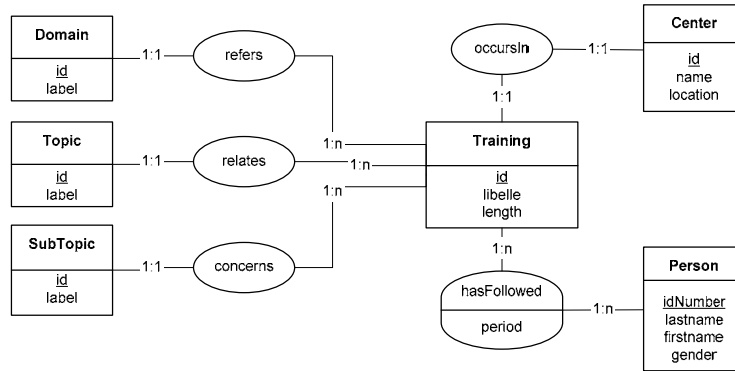 Domain
id
label
1:1
refers
1:n
Topic
id
label
1:1
relates
1:n
SubTopic
id
label
1:1
concerns
1:n
occursIn
1:1
1:1
Center
id
name
location
Training
id
libelle
length
1:n
hasFollowed
period
1:n
Person
idNumber
lastname
firstname
gender